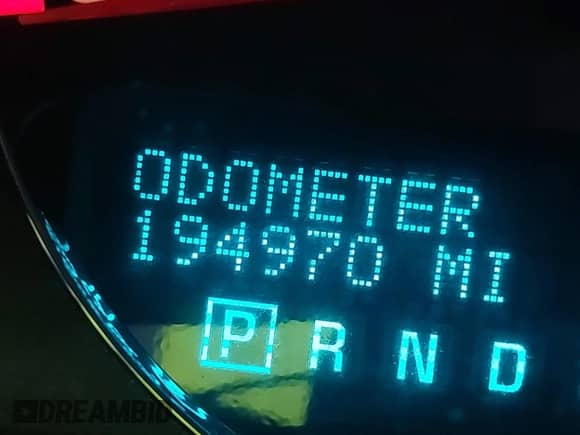 ODOMETER
194970 MI
P R N D
DREAMBID